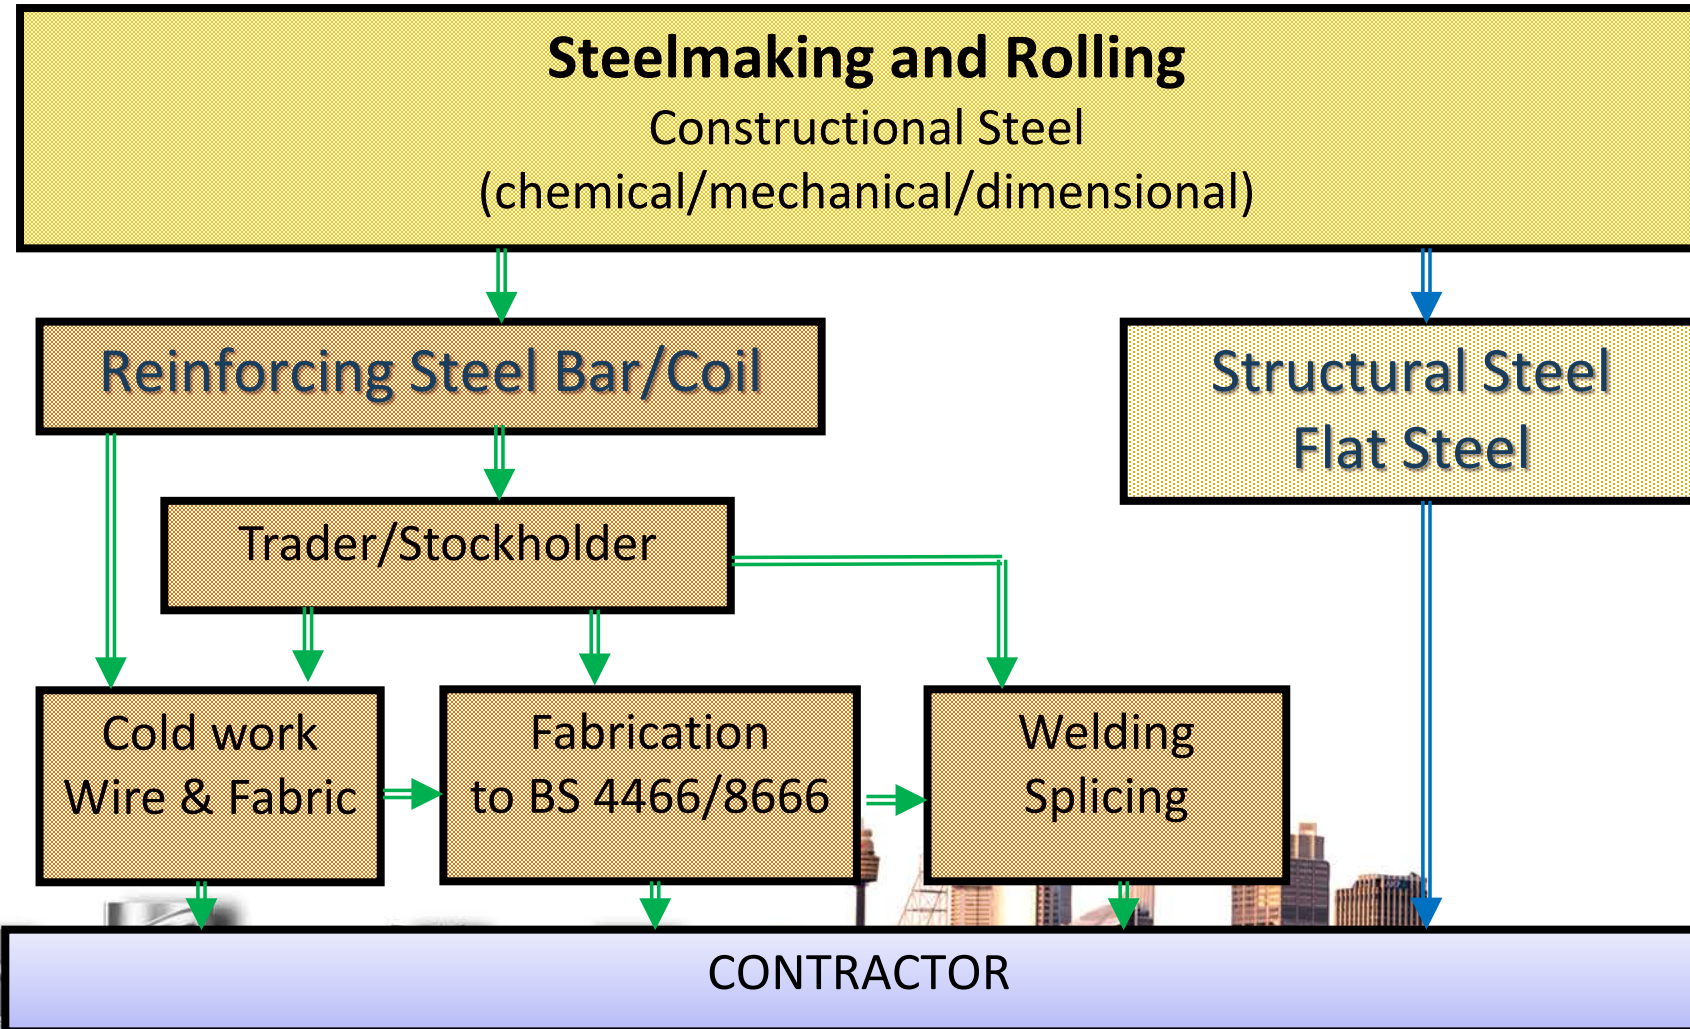 Steelmaking and Rolling
Constructional Steel
(chemical/mechanical/dimensional)
Reinforcing Steel Bar/Coil
Structural Steel
Flat Steel
Trader/Stockholder
Cold work
Wire & Fabric
Fabrication
to BS 4466/8666
Welding
Splicing
CONTRACTOR